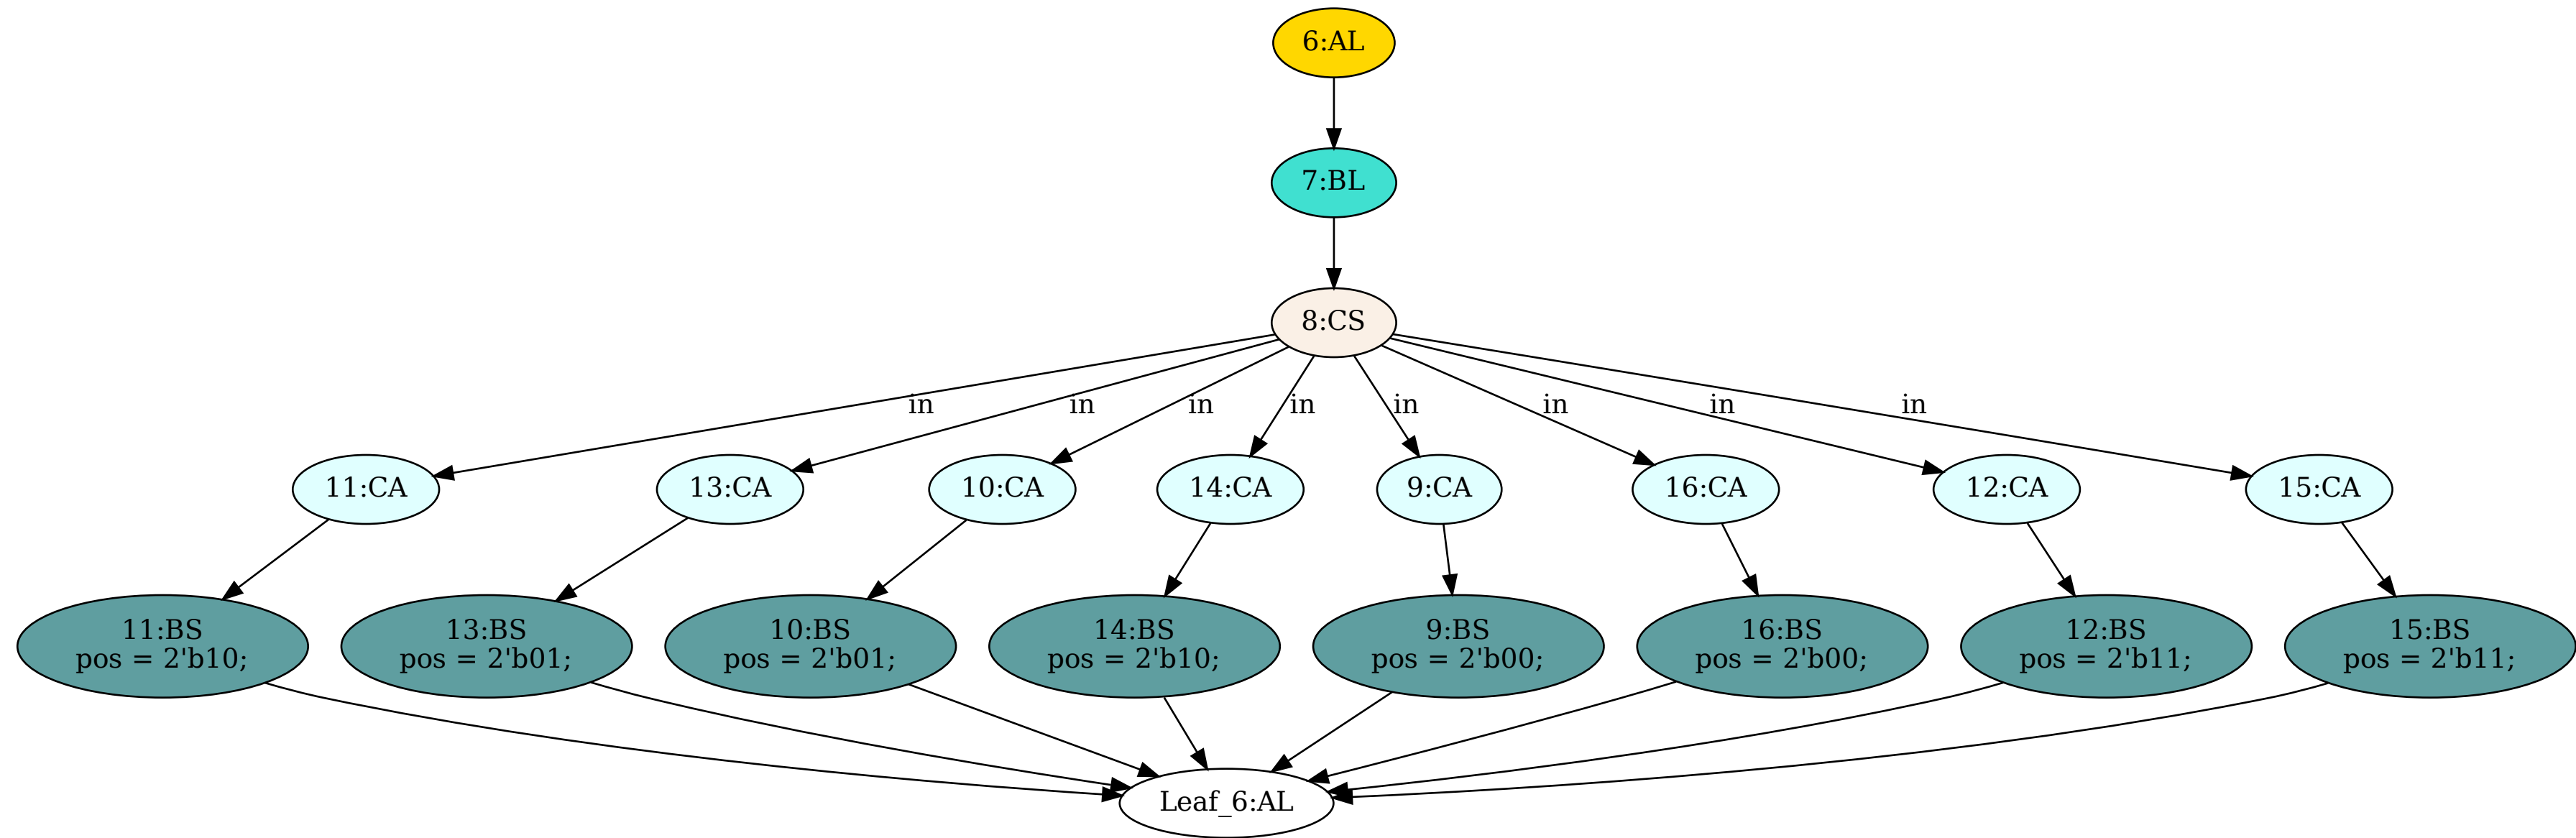 6:AL
7:BL
8:CS
in
in
in
in
in
in
in
in
11:CA
13:CA
10:CA
14:CA
9:CA
16:CA
12:CA
15:CA
11:BS
pos = 2'b10;
13:BS
pos = 2'b01;
10:BS
pos = 2'b01;
14:BS
pos = 2'b10;
9:BS
pos = 2'b00;
16:BS
pos = 2'b00;
12:BS
pos = 2'b11;
15:BS
pos = 2'b11;
Leaf_6:AL